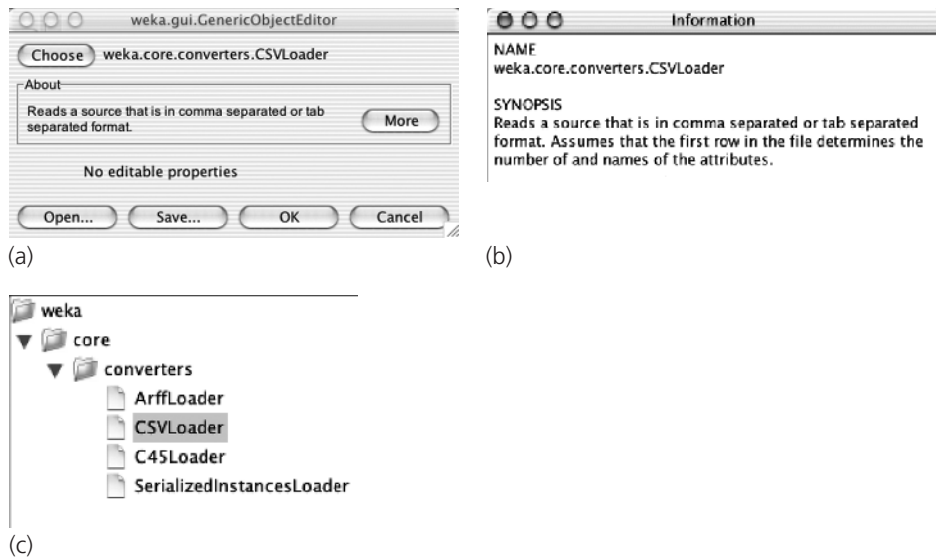 weka.gui.GenericObjectEditor
Choose weka.core.converters.CSVLoader
About
Reads a source that is in comma separated or tab
separated format.
More
No editable properties
Open... Save... OK Cancel
(a)
Information
NAME
weka.core.converters.CSVLoader
SYNOPSIS
Reads a source that is in comma separated or tab separated
format. Assumes that the first row in the file determines the
number of and names of the attributes.
(b)
weka
core
converters
ArffLoader
CSVLoader
C45Loader
SerializedInstancesLoader
(c)